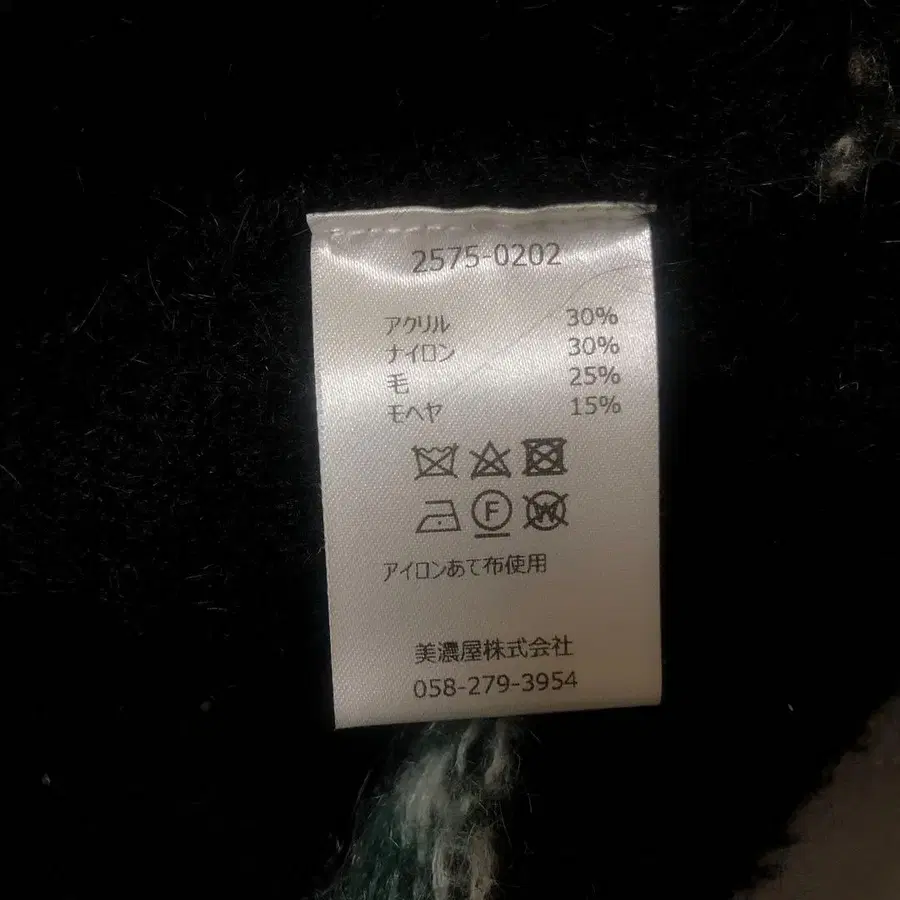 2575-0202
アクリル 30%
ナイロン 30%
毛 25%
モヘヤ 15%
F W
アイロンあて布使用
美濃屋株式会社
058-279-3954